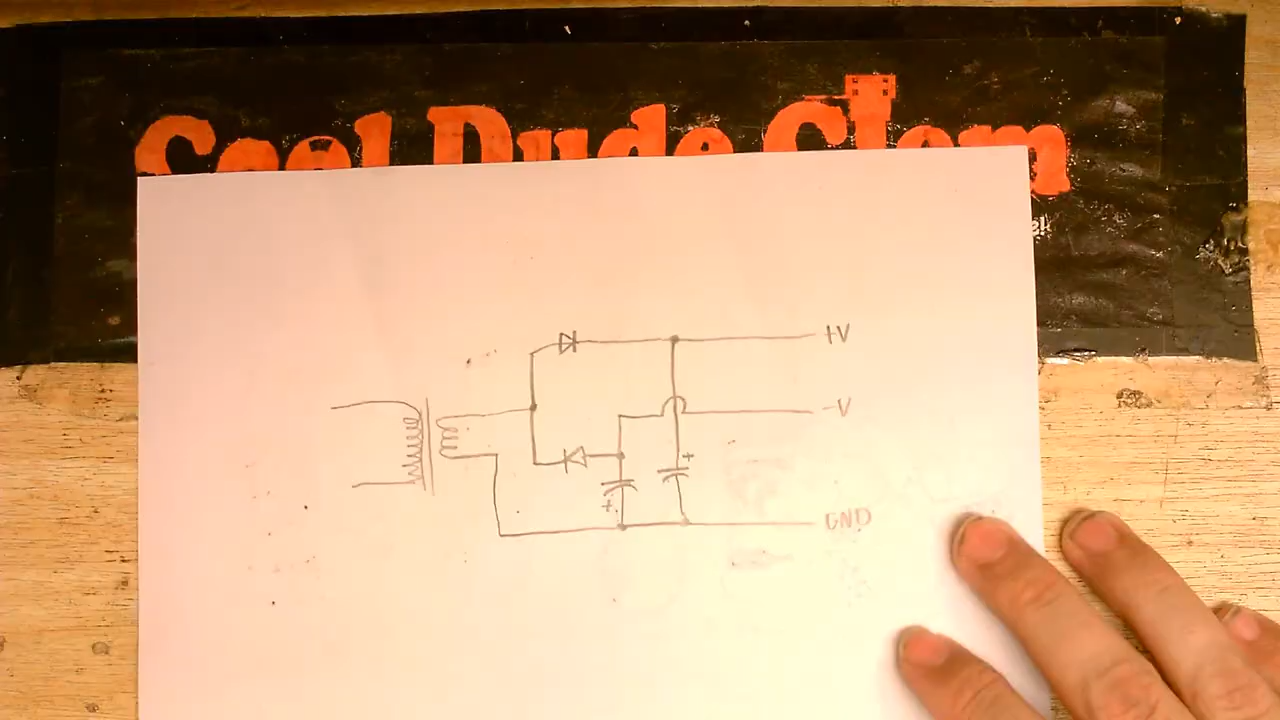 Cool Dude Clem
+V
-V
+
+
GND